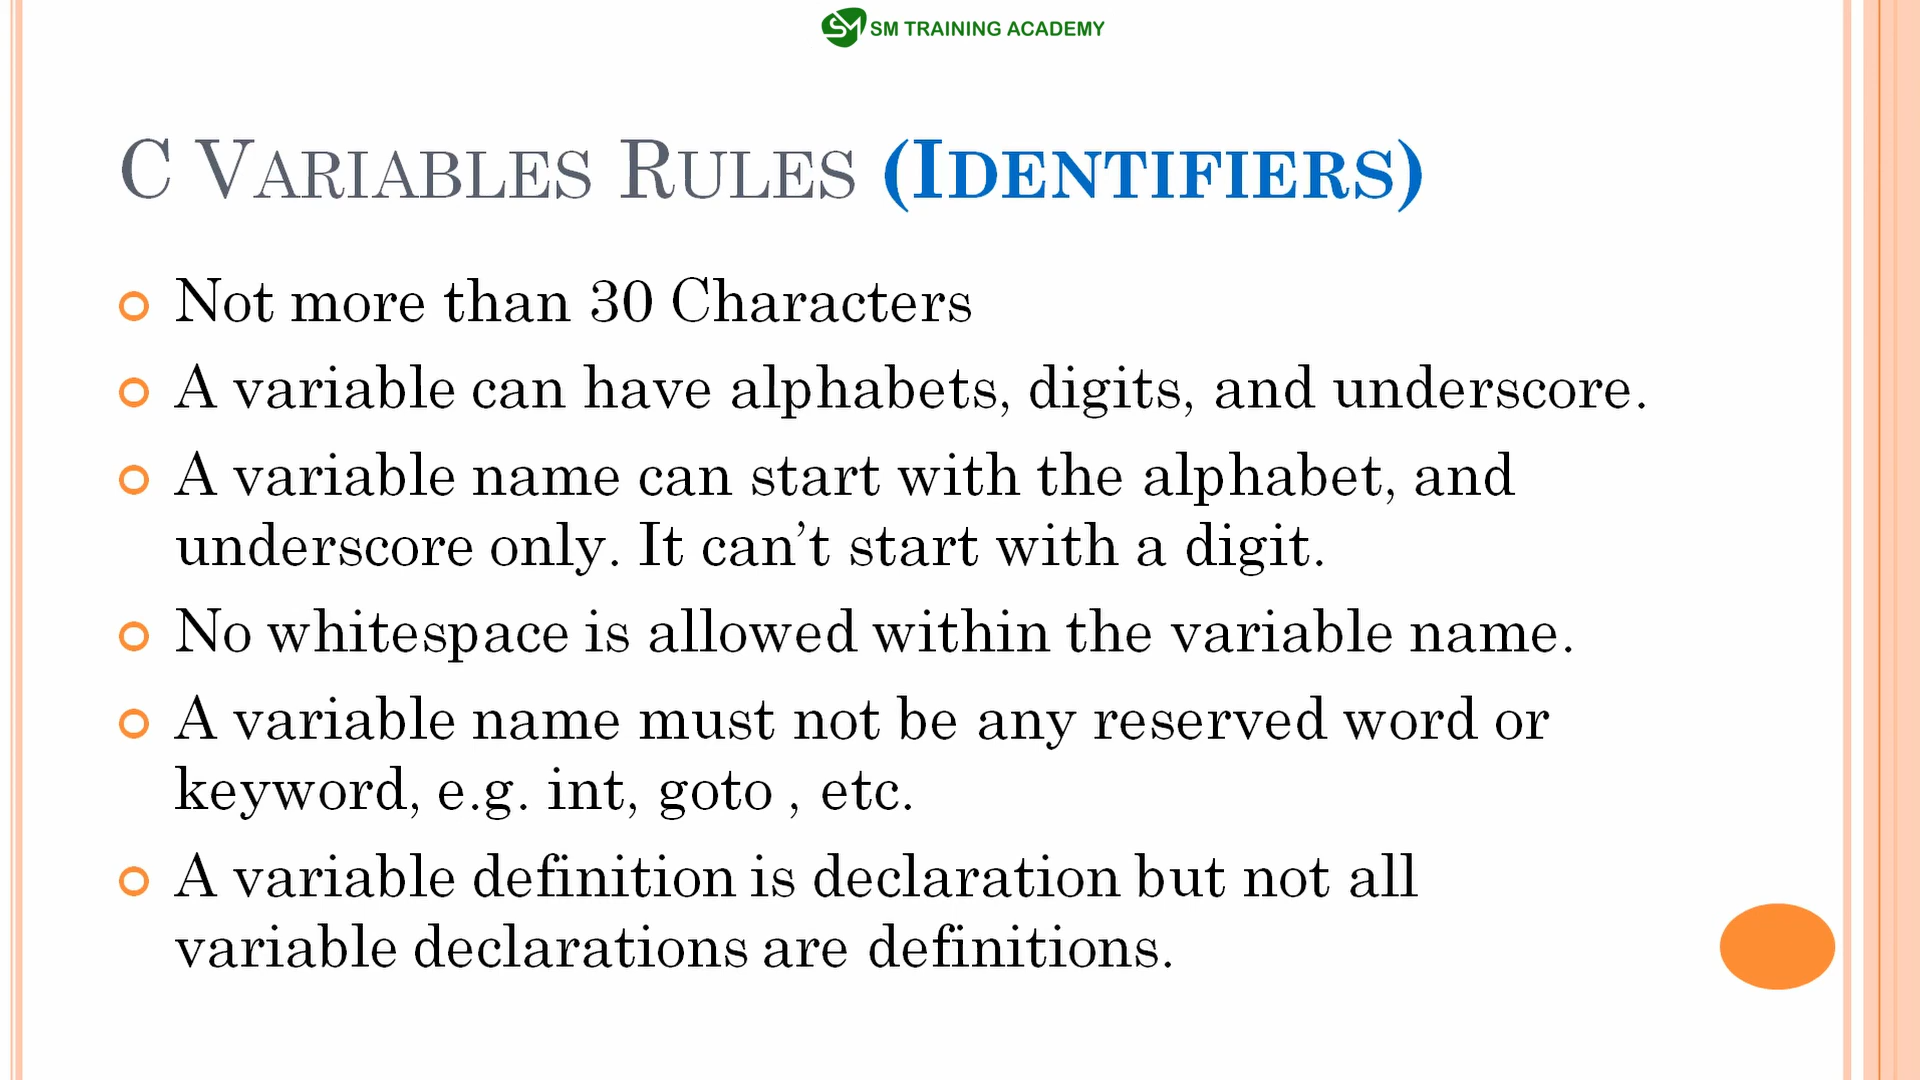 SM TRAINING ACADEMY
C VARIABLES RULES (IDENTIFIERS)
Not more than 30 Characters
A variable can have alphabets, digits, and underscore.
A variable name can start with the alphabet, and
underscore only. It can’t start with a digit.
No whitespace is allowed within the variable name.
A variable name must not be any reserved word or
keyword, e.g. int, goto , etc.
A variable definition is declaration but not all
variable declarations are definitions.